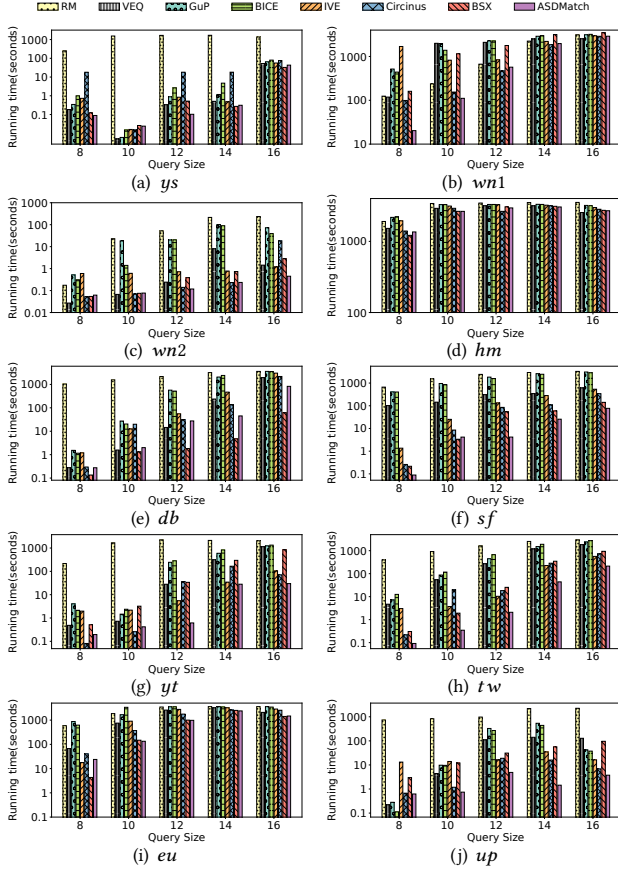 RM VEQ GuP BICE IVE Circinus BSX ASDMatch
Running time(seconds)
1000
100
10
1
0.1
8 10 12 14 16
Query Size
(a) ys
Running time(seconds)
1000
100
10
8 10 12 14 16
Query Size
(b) wn1
Running time(seconds)
1000
100
10
1
0.1
0.01
8 10 12 14 16
Query Size
(c) wn2
Running time(seconds)
1000
100
8 10 12 14 16
Query Size
(d) hm
Running time(seconds)
1000
100
10
1
0.1
8 10 12 14 16
Query Size
(e) db
Running time(seconds)
1000
100
10
1
0.1
8 10 12 14 16
Query Size
(f) sf
Running time(seconds)
1000
100
10
1
0.1
8 10 12 14 16
Query Size
(g) yt
Running time(seconds)
1000
100
10
1
0.1
8 10 12 14 16
Query Size
(h) tw
Running time(seconds)
1000
100
10
1
0.1
8 10 12 14 16
Query Size
(i) eu
Running time(seconds)
1000
100
10
1
0.1
8 10 12 14 16
Query Size
(j) up